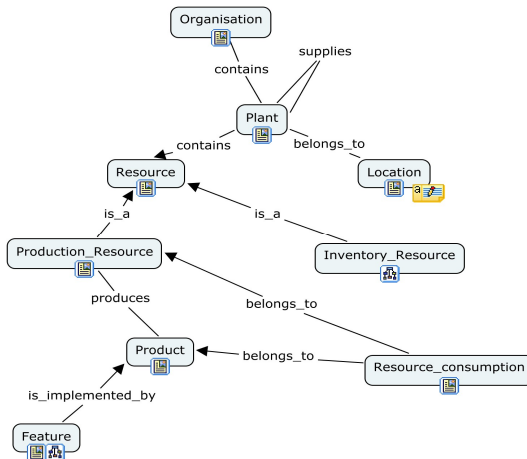 Organisation
supplies
contains
Plant
contains
belongs_to
Resource
Location
a
is_a
is_a
Production_Resource
Inventory_Resource
produces
belongs_to
Product
belongs_to
Resource_consumption
is_implemented_by
Feature